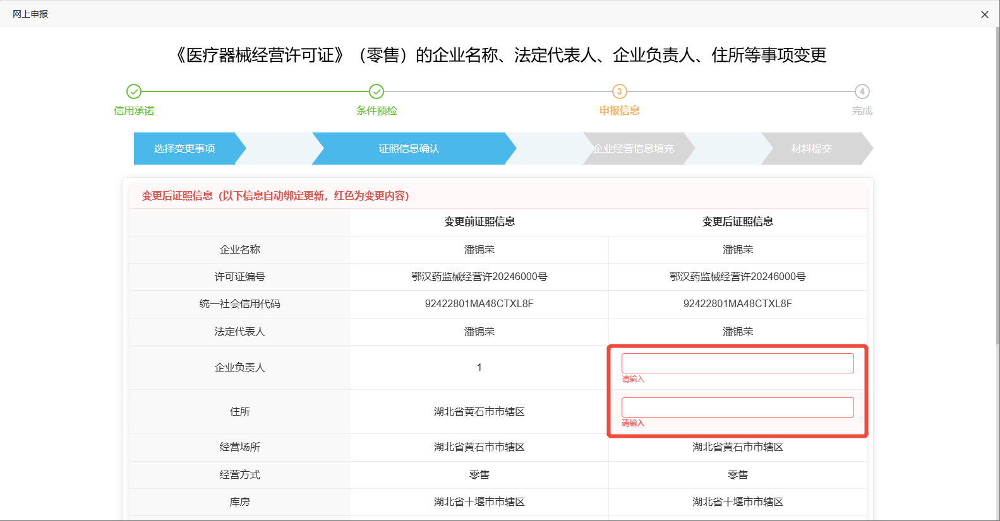 网上申报
《医疗器械经营许可证》（零售）的企业名称、法定代表人、企业负责人、住所等事项变更
3
4
信用承诺
条件预检
申报信息
完成
选择变更事项
证照信息确认
企业经营信息填充
材料提交
变更后证照信息（以下信息自动绑定更新，红色为变更内容）
变更前证照信息 变更后证照信息
企业名称 潘锦荣 潘锦荣
许可证编号 鄂汉药监械经营许20246000号 鄂汉药监械经营许20246000号
统一社会信用代码 92422801MA48CTXL8F 92422801MA48CTXL8F
法定代表人 潘锦荣 潘锦荣
企业负责人 1
请输入
住所 湖北省黄石市市辖区
请输入
经营场所 湖北省黄石市市辖区 湖北省黄石市市辖区
经营方式 零售 零售
库房 湖北省十堰市市辖区 湖北省十堰市市辖区